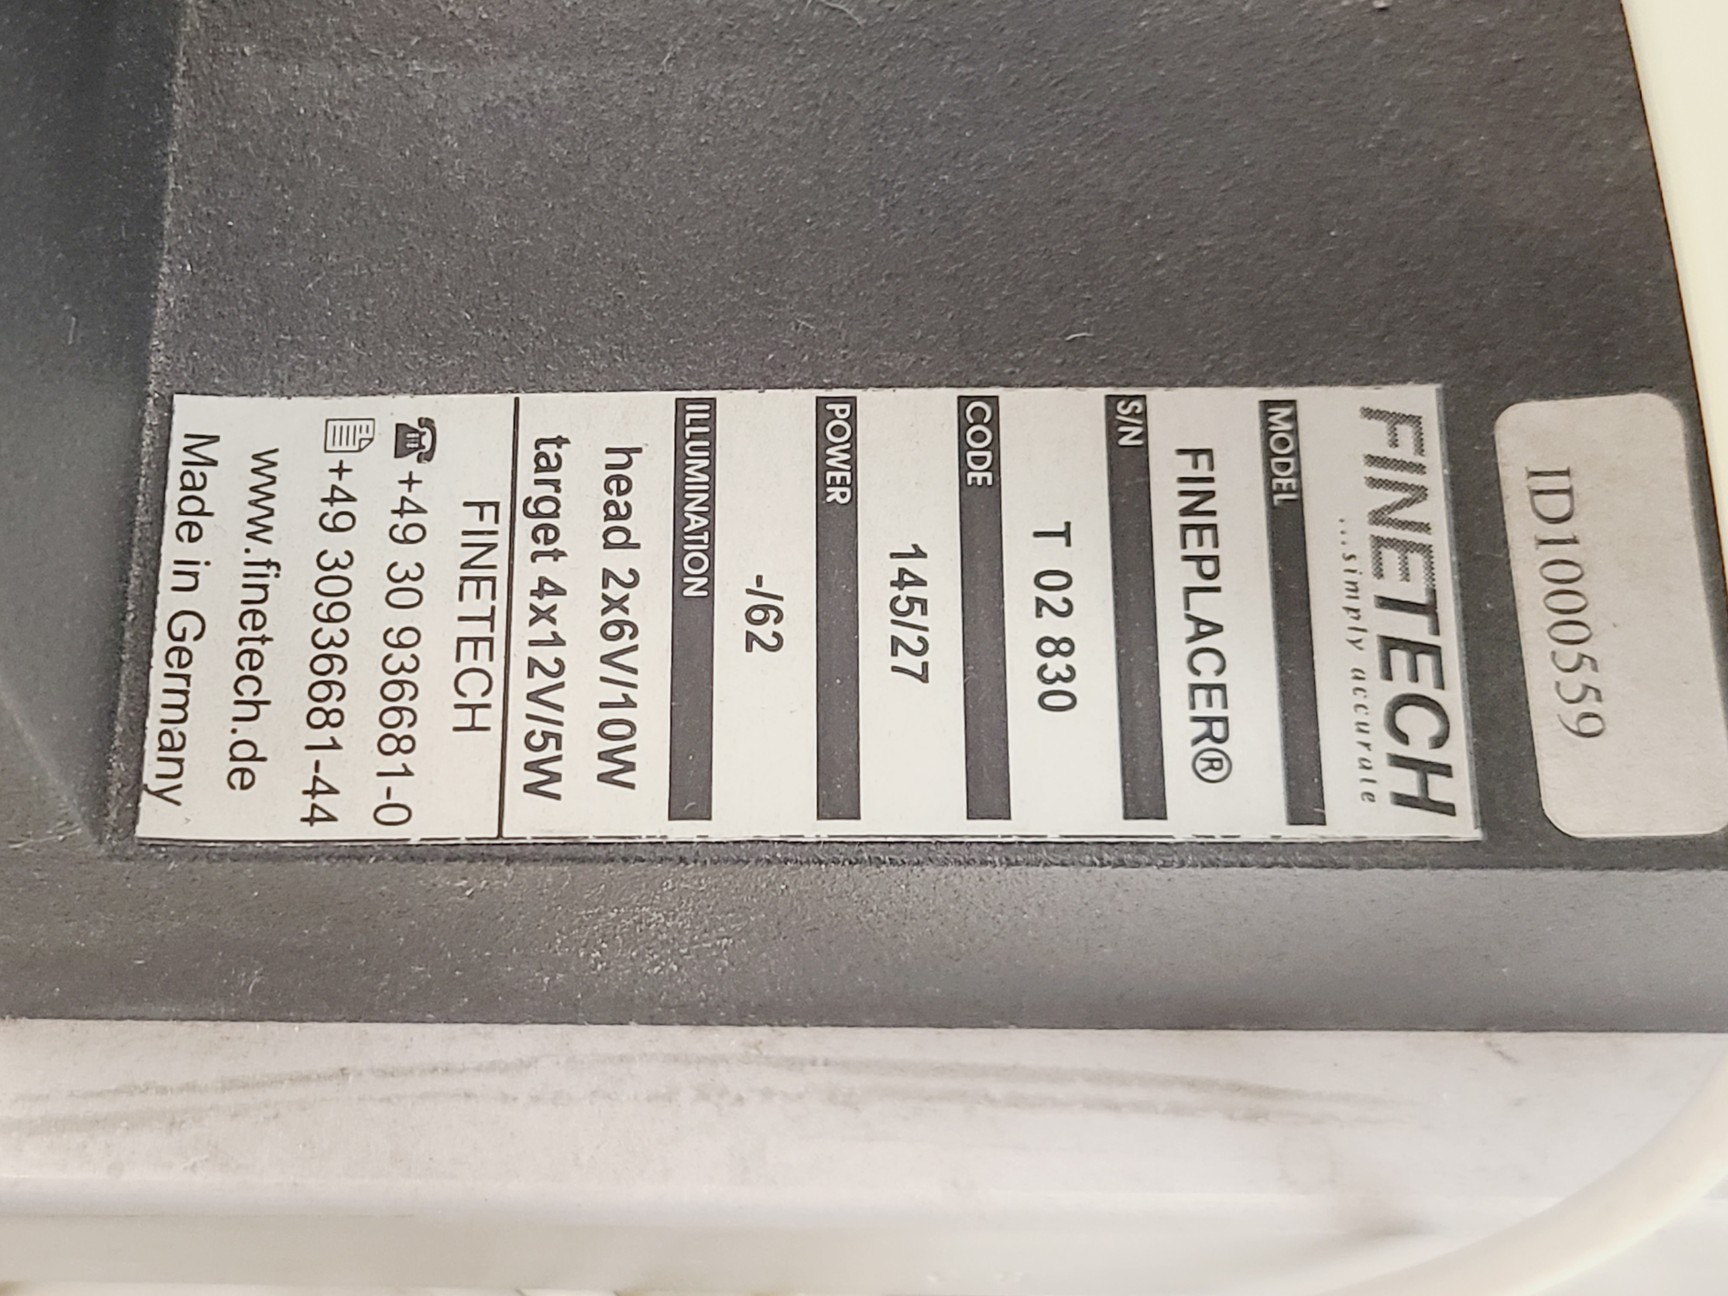 ID1000559
FINETECH
...simply accurate
MODEL
FINEPLACER®
S/N
T 02 830
CODE
145/27
POWER
-/62
ILLUMINATION
head 2x6V/10W
target 4x12V/5W
FINETECH
+49 30 936681-0
+49 30936681-44
www.finetech.de
Made in Germany